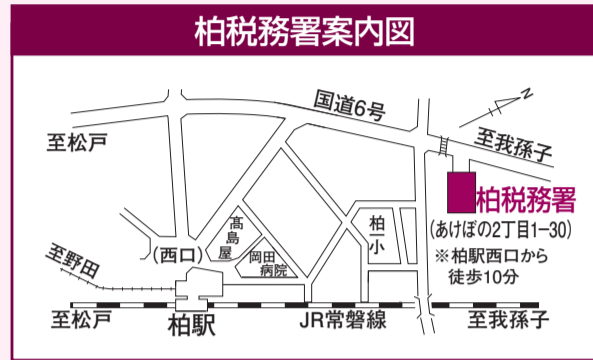 柏税務署案内図
国道6号
N
至松戸
至我孫子
柏税務署
(あけぼの2丁目1−30)
※柏駅西口から
徒歩10分
髙島屋
柏一小
岡田
病院
(西口)
至野田
至松戸
柏駅
JR常磐線
至我孫子